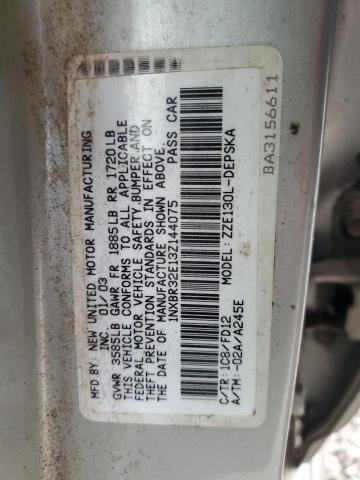 MFD. BY: NEW UNITED MOTOR MANUFACTURING
INC. 01/03
GVWR 3585LB GAWR FR 1885LB RR 1720LB
THIS VEHICLE CONFORMS TO ALL APPLICABLE
FEDERAL MOTOR VEHICLE SAFETY, BUMPER AND
THEFT PREVENTION STANDARDS IN EFFECT ON
THE DATE OF MANUFACTURE SHOWN ABOVE.
1NXBR32E13Z144075 PASS CAR
C/TR:1C8/FD12 MODEL:ZZE130L-DEPSKA
A/TM:-02A/A245E
BA3156611